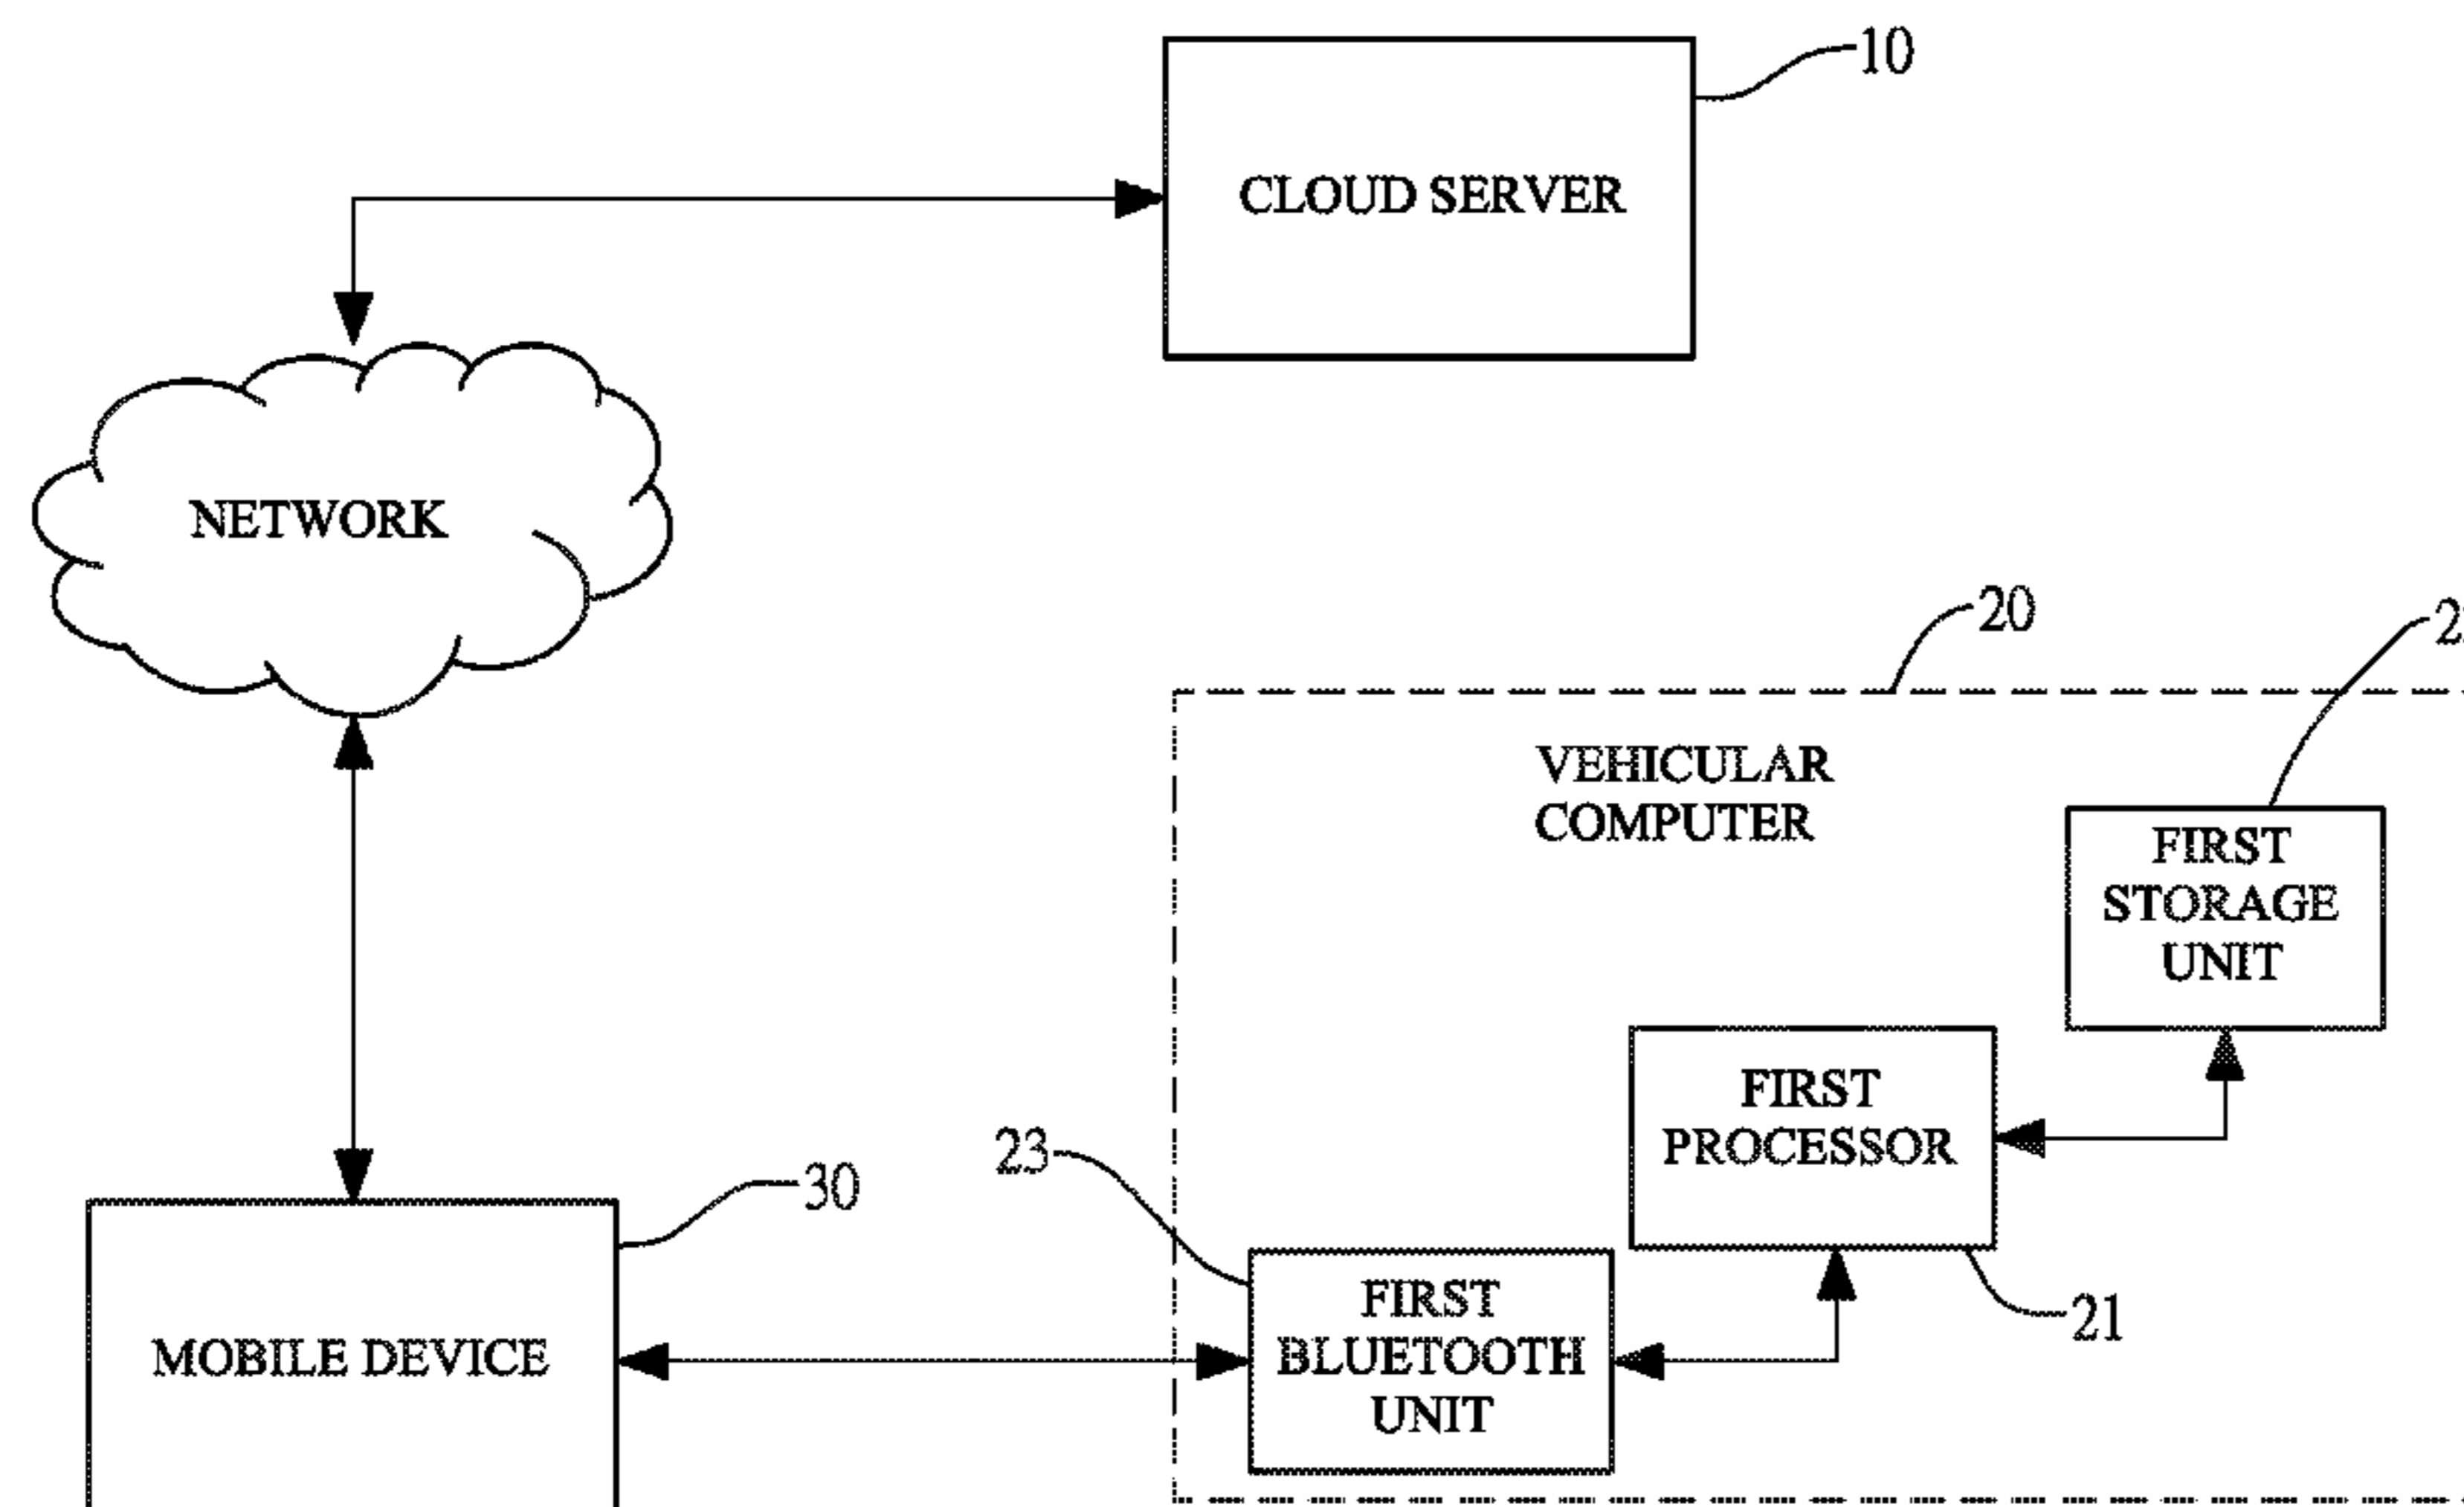 10
CLOUD SERVER
NETWORK
20
VEHICULAR
COMPUTER
FIRST
STORAGE
UNIT
FIRST
PROCESSOR
23
30
21
FIRST
BLUETOOTH
UNIT
MOBILE DEVICE